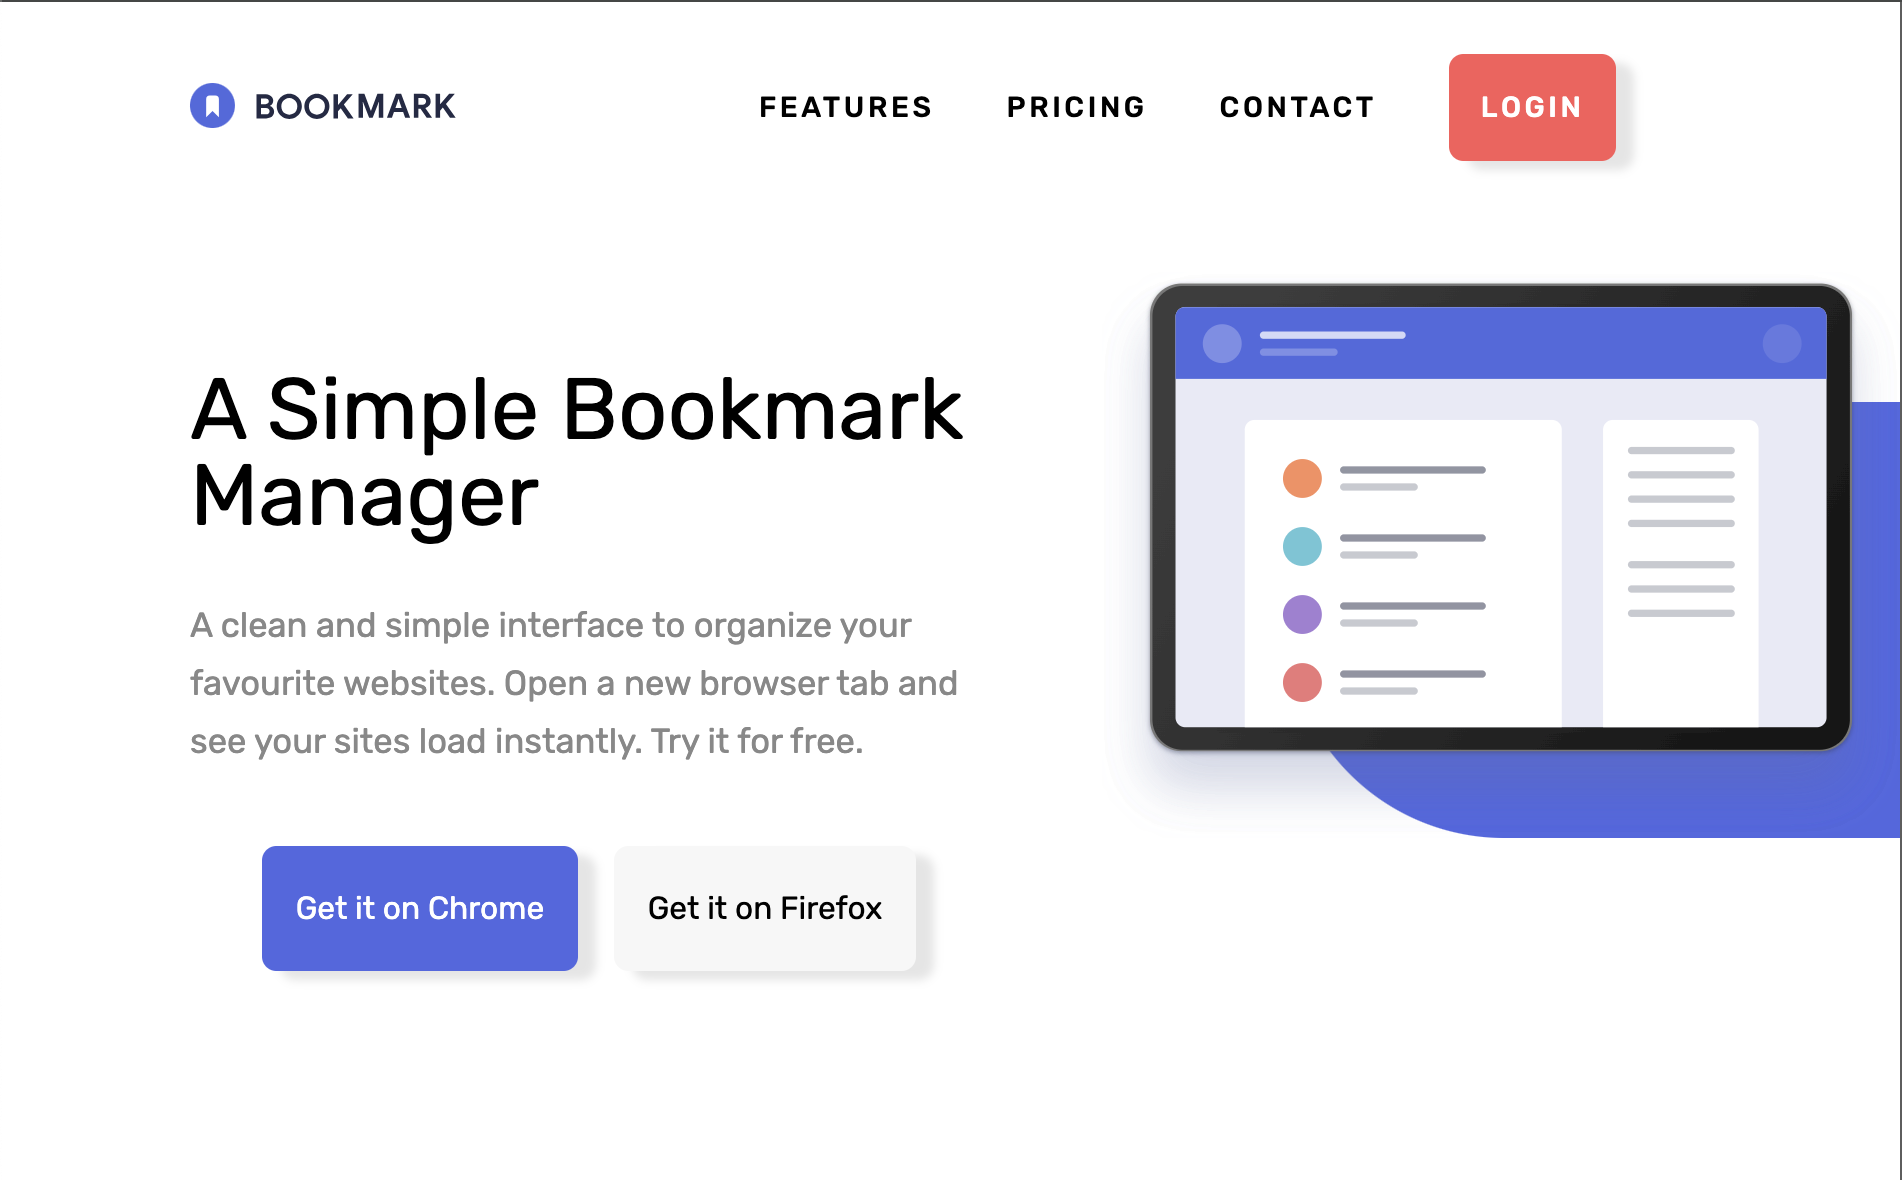 BOOKMARK
FEATURES PRICING CONTACT LOGIN
A Simple Bookmark
Manager
A clean and simple interface to organize your
favourite websites. Open a new browser tab and
see your sites load instantly. Try it for free.
Get it on Chrome
Get it on Firefox